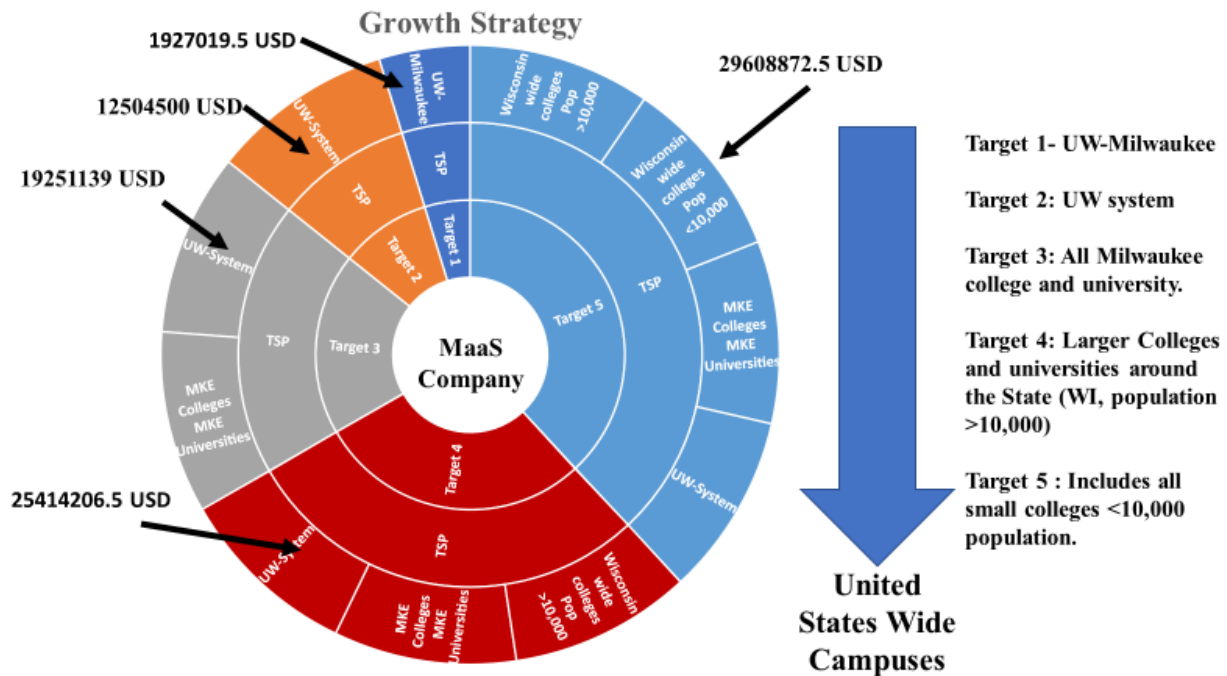 Growth Strategy
1927019.5 USD
12504500 USD
19251139 USD
25414206.5 USD
29608872.5 USD
UW-
Milwaukee
TSP
Target 1
UW-System
TSP
Target 2
UW-System
MKE
Colleges
MKE
Universities
TSP
Target 3
UW-System
MKE
Colleges MKE
Universities
Wisconsin
wide
colleges
Pop
>10,000
TSP
Target 4
Wisconsin
wide
colleges
Pop
>10,000
Wisconsin
wide
colleges
Pop
<10,000
MKE
Colleges
MKE
Universities
UW-System
TSP
Target 5
MaaS
Company
Target 1- UW-Milwaukee
Target 2: UW system
Target 3: All Milwaukee
college and university.
Target 4: Larger Colleges
and universities around
the State (WI, population
>10,000)
Target 5 : Includes all
small colleges <10,000
population.
United
States Wide
Campuses